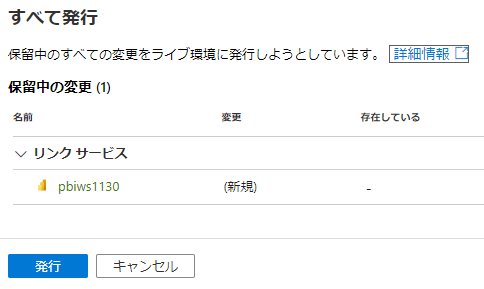 すべて発行
保留中のすべての変更をライブ環境に発行しようとしています。 詳細情報
保留中の変更 (1)
名前 変更 存在している
リンク サービス
pbiws1130 (新規) -
発行 キャンセル